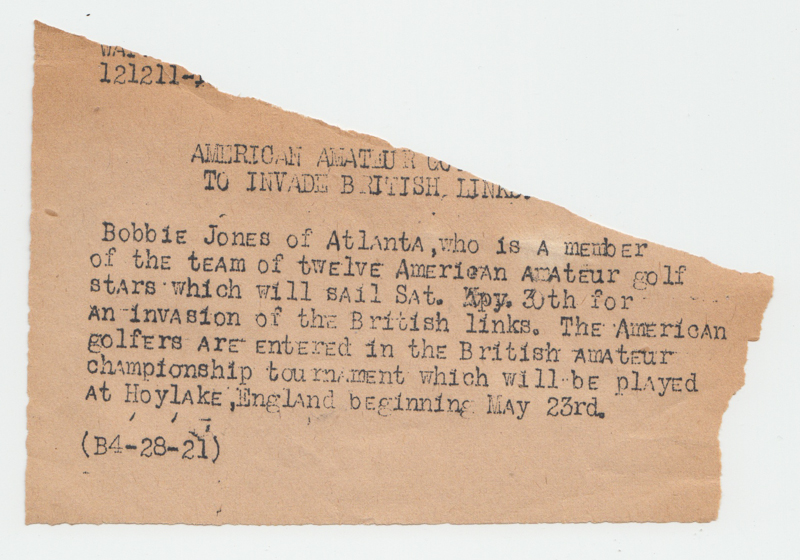 121211-
AMERICAN AMATEUR
TO INVADE BRITISH LINKS.
Bobbie Jones of Atlanta,who is a member
of the team of twelve American amateur golf
stars which will sail Sat. 30th for
an invasion of the British links. The American
golfers are entered in the British amateur
championship tournament which will be played
at Hoylake,England beginning May 23rd.
(B4-28-21)